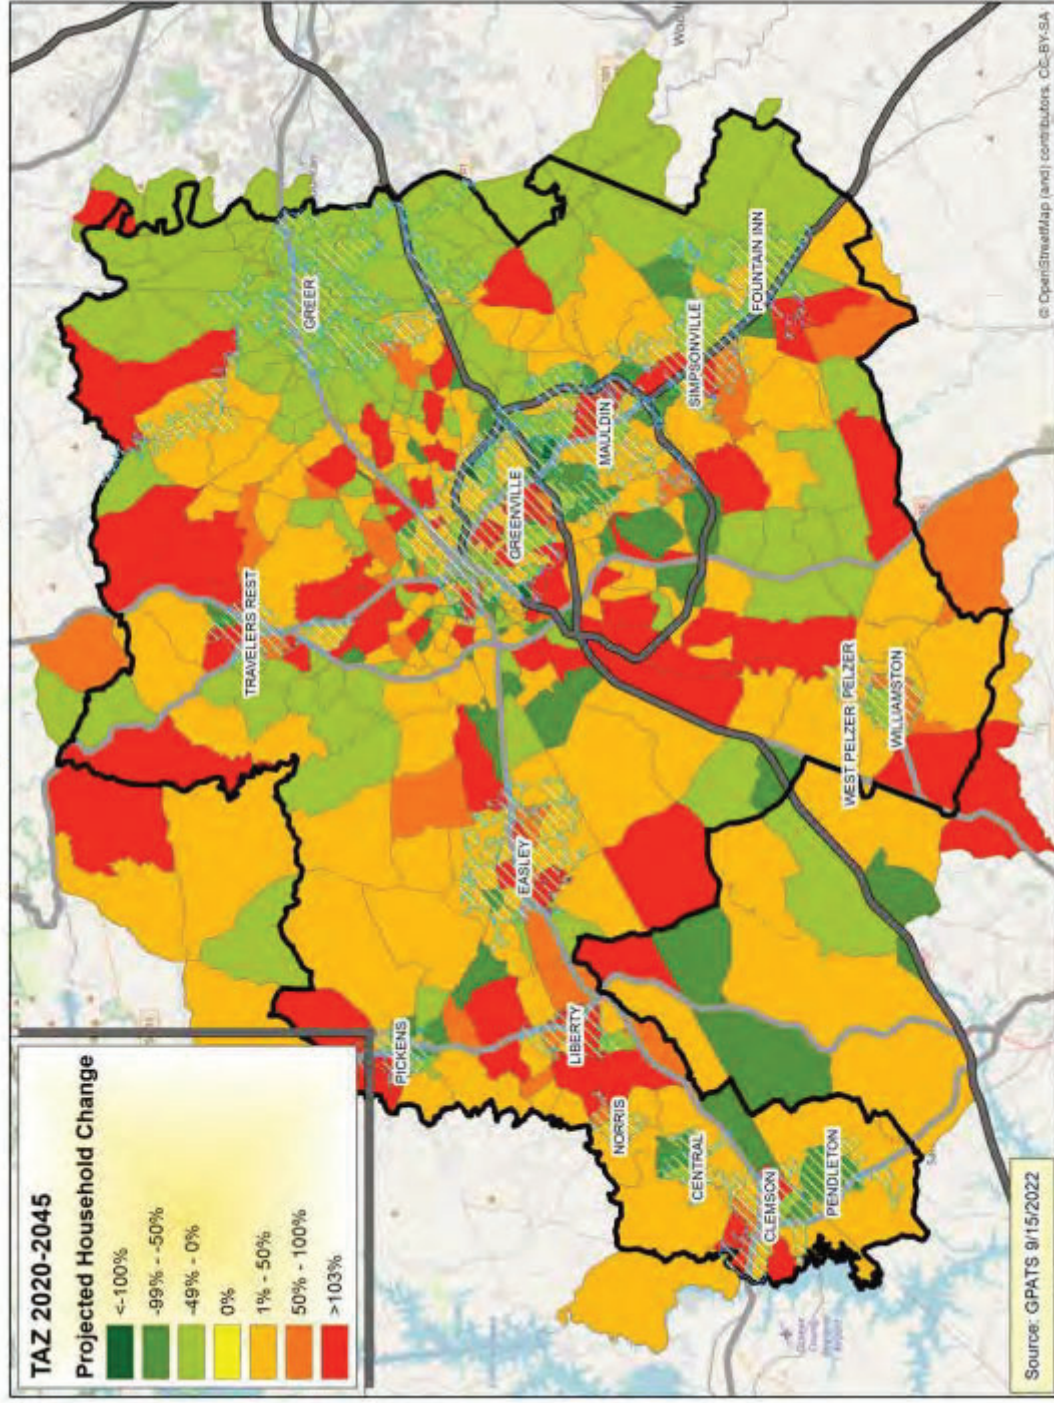 TAZ 2020-2045
Projected Household Change
<-100%
-99% - -50%
-49% - 0%
0%
1% - 50%
50% - 100%
>103%
TRAVELERS REST
GREER
PICKENS
EASLEY
GREENVILLE
LIBERTY
MAULDIN
NORRIS
SIMPSONVILLE
CENTRAL
FOUNTAIN INN
CLEMSON
PENDLETON
WEST PELZER PELZER
WILLIAMSTON
Source: GPATS 9/15/2022
© OpenStreetMap (and) contributors, CC-BY-SA